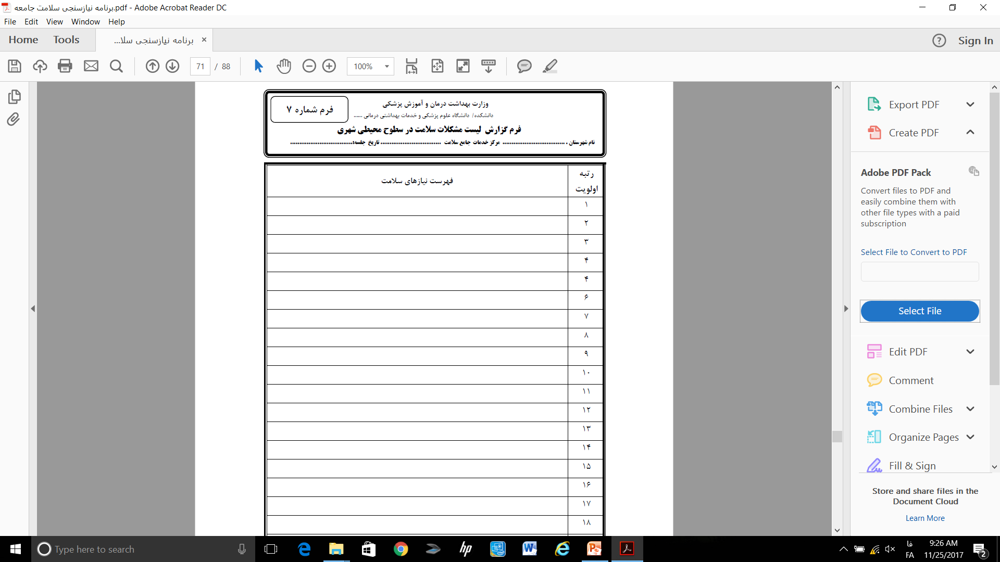 برنامه نیازسنجی سلامت جامعه.pdf - Adobe Acrobat Reader DC
File Edit View Window Help
Home Tools برنامه نیازسنجی سلا... × ? Sign In
71 / 88 100%
وزارت بهداشت درمان و آموزش پزشکی
فرم شماره ۷
دانشکده/ دانشگاه علوم پزشکی و خدمات بهداشتی درمانی ......
فرم گزارش لیست مشکلات سلامت در سطوح محیطی شهری
نام شهرستان . ................................. مرکز خدمات جامع سلامت ................................. تاریخ جلسه:..................................
رتبه اولویت
فهرست نیازهای سلامت
۱
۲
۳
۴
۴
۶
۷
۸
۹
۱۰
۱۱
۱۲
۱۳
۱۴
۱۵
۱۶
۱۷
۱۸
Export PDF
Create PDF
Adobe PDF Pack
Convert files to PDF and
easily combine them with
other file types with a paid
subscription
Select File to Convert to PDF
Select File
Edit PDF
Comment
Combine Files
Organize Pages
Fill & Sign
Store and share files in the
Document Cloud
Learn More
Type here to search
hp
فا
FA
9:26 AM
11/25/2017
2